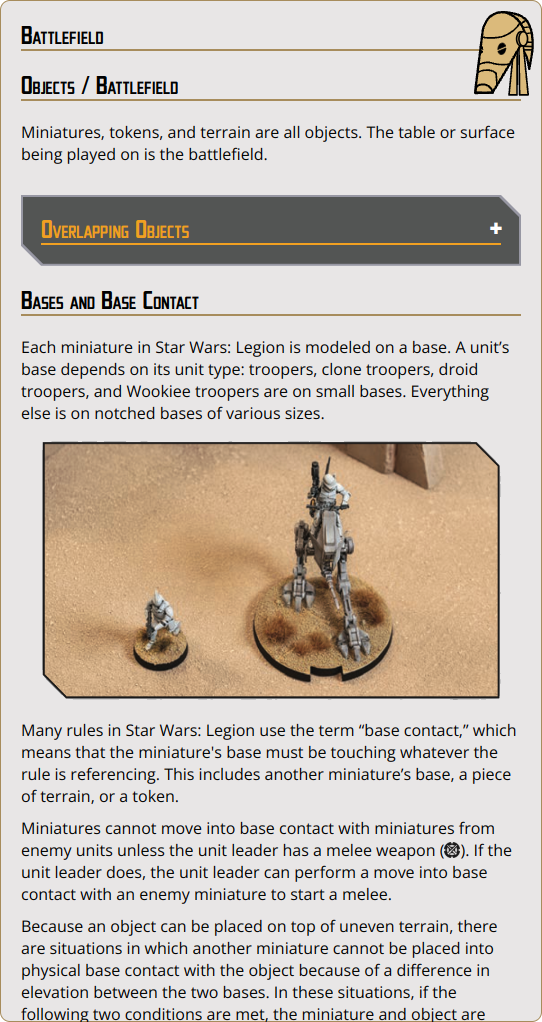 Battlefield
Objects / Battlefield
Miniatures, tokens, and terrain are all objects. The table or surface
being played on is the battlefield.
Overlapping Objects +
Bases and Base Contact
Each miniature in Star Wars: Legion is modeled on a base. A unit’s
base depends on its unit type: troopers, clone troopers, droid
troopers, and Wookiee troopers are on small bases. Everything
else is on notched bases of various sizes.
Many rules in Star Wars: Legion use the term “base contact,” which
means that the miniature's base must be touching whatever the
rule is referencing. This includes another miniature’s base, a piece
of terrain, or a token.
Miniatures cannot move into base contact with miniatures from
enemy units unless the unit leader has a melee weapon (). If the
unit leader does, the unit leader can perform a move into base
contact with an enemy miniature to start a melee.
Because an object can be placed on top of uneven terrain, there
are situations in which another miniature cannot be placed into
physical base contact with the object because of a difference in
elevation between the two bases. In these situations, if the
following two conditions are met, the miniature and object are